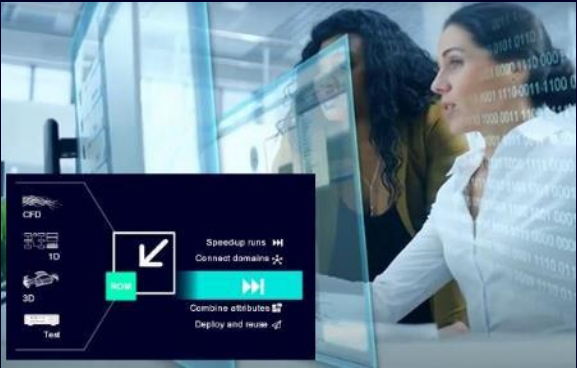 CFD
1D
3D
Test
ROM
Speedup runs
Connect domains
Combine attributes
Deploy and reuse